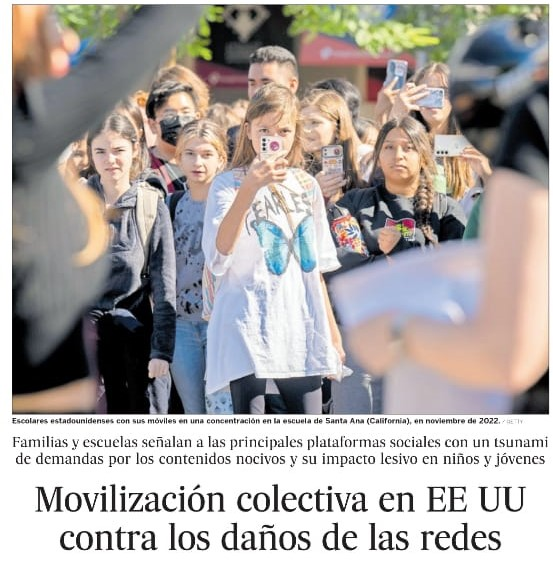 FEARLESS
Escolares estadounidenses con sus móviles en una concentración en la escuela de Santa Ana (California), en noviembre de 2022. / GETTY
Familias y escuelas señalan a las principales plataformas sociales con un tsunami
de demandas por los contenidos nocivos y su impacto lesivo en niños y jóvenes
Movilización colectiva en EE UU
contra los daños de las redes